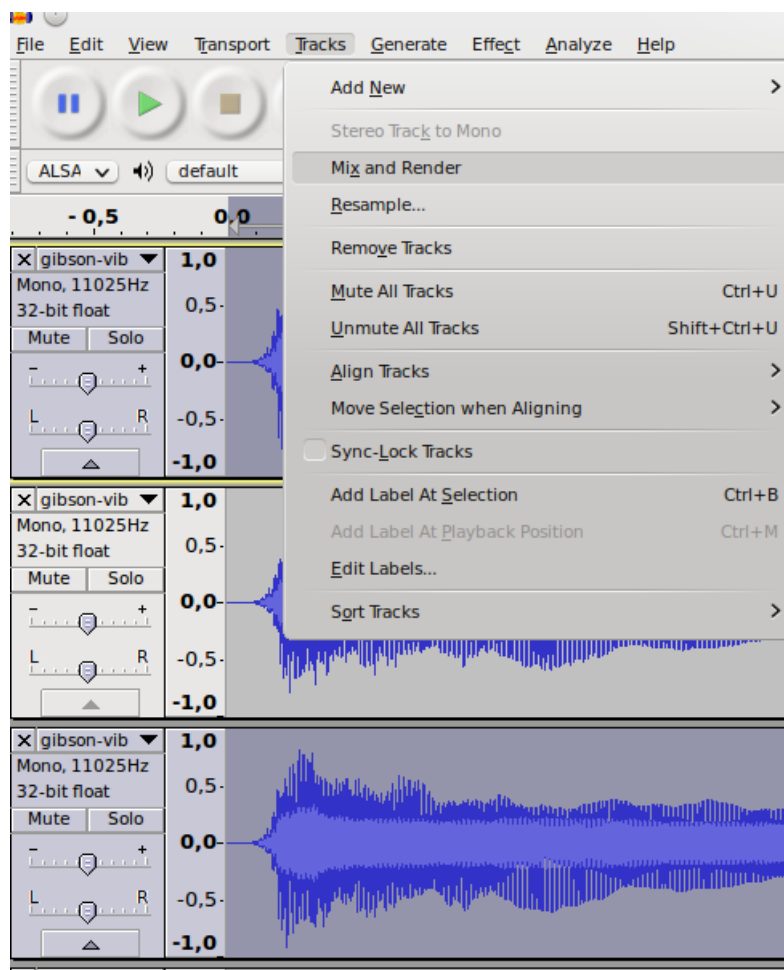 File Edit View Transport Tracks Generate Effect Analyze Help
Add New
Stereo Track to Mono
Mix and Render
Resample...
Remove Tracks
Mute All Tracks Ctrl+U
Unmute All Tracks Shift+Ctrl+U
Align Tracks
Move Selection when Aligning
Sync-Lock Tracks
Add Label At Selection Ctrl+B
Add Label At Playback Position Ctrl+M
Edit Labels...
Sort Tracks
ALSA default
- 0,5 0,0
X gibson-vib 1,0
Mono, 11025Hz
32-bit float 0,5
Mute Solo
- + 0,0
L R -0,5
-1,0
X gibson-vib 1,0
Mono, 11025Hz
32-bit float 0,5
Mute Solo
- + 0,0
L R -0,5
-1,0
X gibson-vib 1,0
Mono, 11025Hz
32-bit float 0,5
Mute Solo
- + 0,0
L R -0,5
-1,0